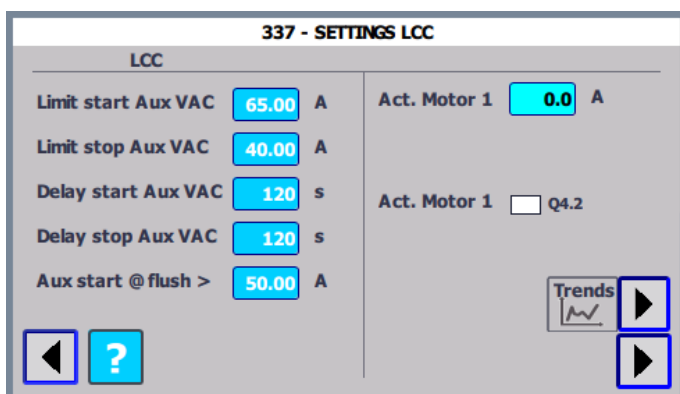 337 - SETTINGS LCC
LCC
Limit start Aux VAC 65.00 A
Limit stop Aux VAC 40.00 A
Delay start Aux VAC 120 s
Delay stop Aux VAC 120 s
Aux start @ flush > 50.00 A
Act. Motor 1 0.0 A
Act. Motor 1 Q4.2
Trends
?